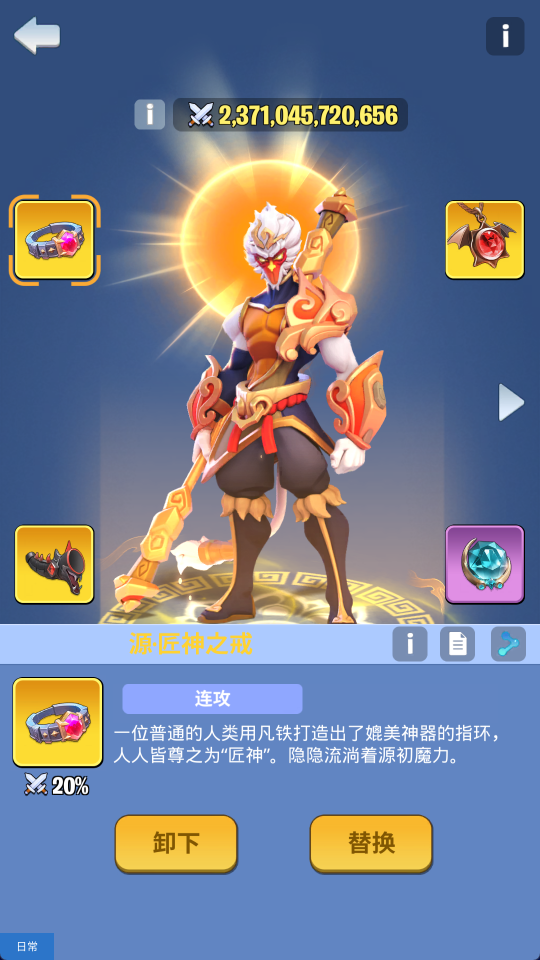 2,371,045,720,656
源·匠神之戒
连攻
一位普通的人类用凡铁打造出了媲美神器的指环，
人人皆尊之为“匠神”。隐隐流淌着源初魔力。
20%
卸下
替换
日常